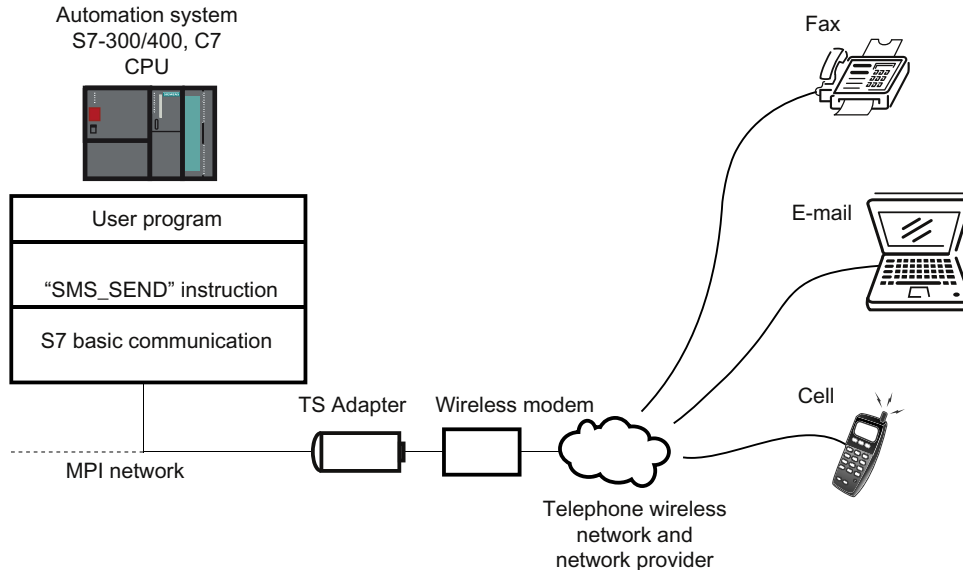 Automation system
S7-300/400, C7
CPU
SIEMENS
User program
“SMS_SEND” instruction
S7 basic communication
MPI network
TS Adapter
Wireless modem
Telephone wireless
network and
network provider
Fax
E-mail
Cell